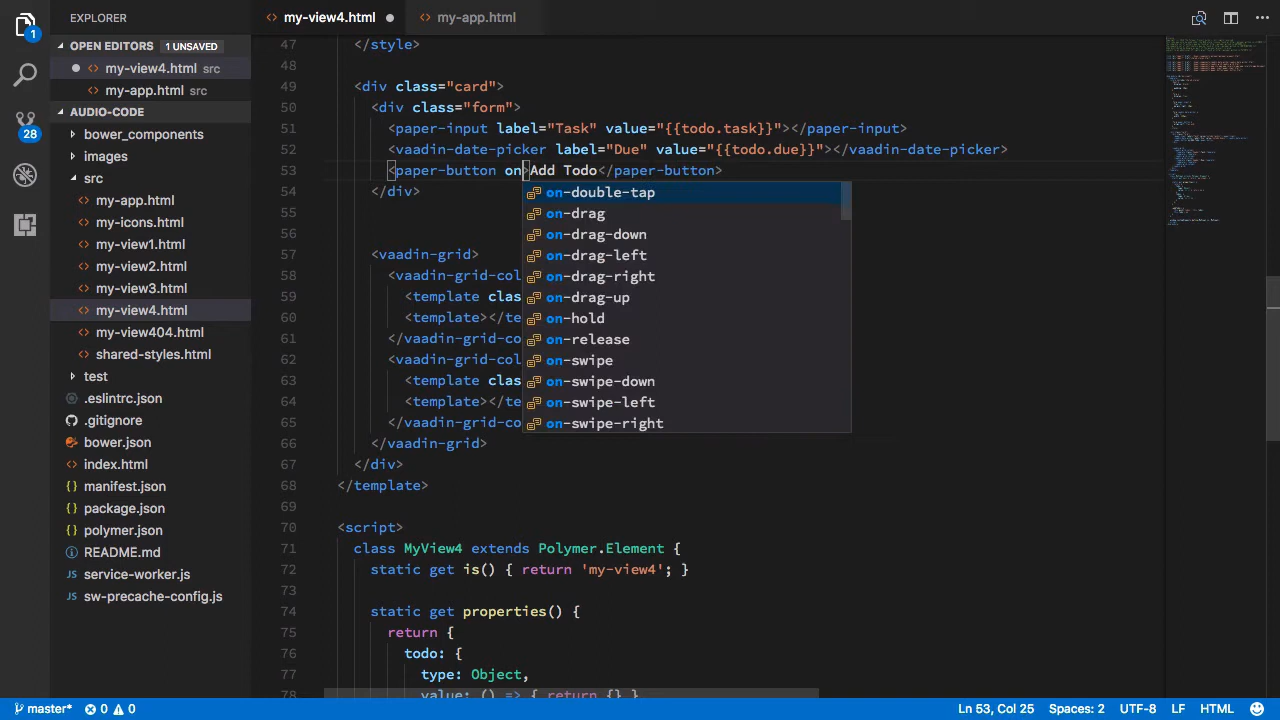 EXPLORER
my-view4.html
my-app.html
1
OPEN EDITORS 1 UNSAVED
my-view4.html src
my-app.html src
AUDIO-CODE
bower_components
images
src
my-app.html
my-icons.html
my-view1.html
my-view2.html
my-view3.html
my-view4.html
my-view404.html
shared-styles.html
test
.eslintrc.json
.gitignore
bower.json
index.html
manifest.json
package.json
polymer.json
README.md
JS service-worker.js
JS sw-precache-config.js
28
47 </style>
48
49 <div class="card">
50 <div class="form">
51 <paper-input label="Task" value="{{todo.task}}"></paper-input>
52 <vaadin-date-picker label="Due" value="{{todo.due}}"></vaadin-date-picker>
53 <paper-button on>Add Todo</paper-button>
54 </div>
55
56
57 <vaadin-grid>
58 <vaadin-grid-col
59 <template clas
60 <template></te
61 </vaadin-grid-co
62 <vaadin-grid-col
63 <template clas
64 <template></te
65 </vaadin-grid-co
66 </vaadin-grid>
67 </div>
68 </template>
69
70 <script>
71 class MyView4 extends Polymer.Element {
72 static get is() { return 'my-view4'; }
73
74 static get properties() {
75 return {
76 todo: {
77 type: Object,
78 value: () => { return {} }
on-double-tap
on-drag
on-drag-down
on-drag-left
on-drag-right
on-drag-up
on-hold
on-release
on-swipe
on-swipe-down
on-swipe-left
on-swipe-right
master* 0 0
Ln 53, Col 25 Spaces: 2 UTF-8 LF HTML